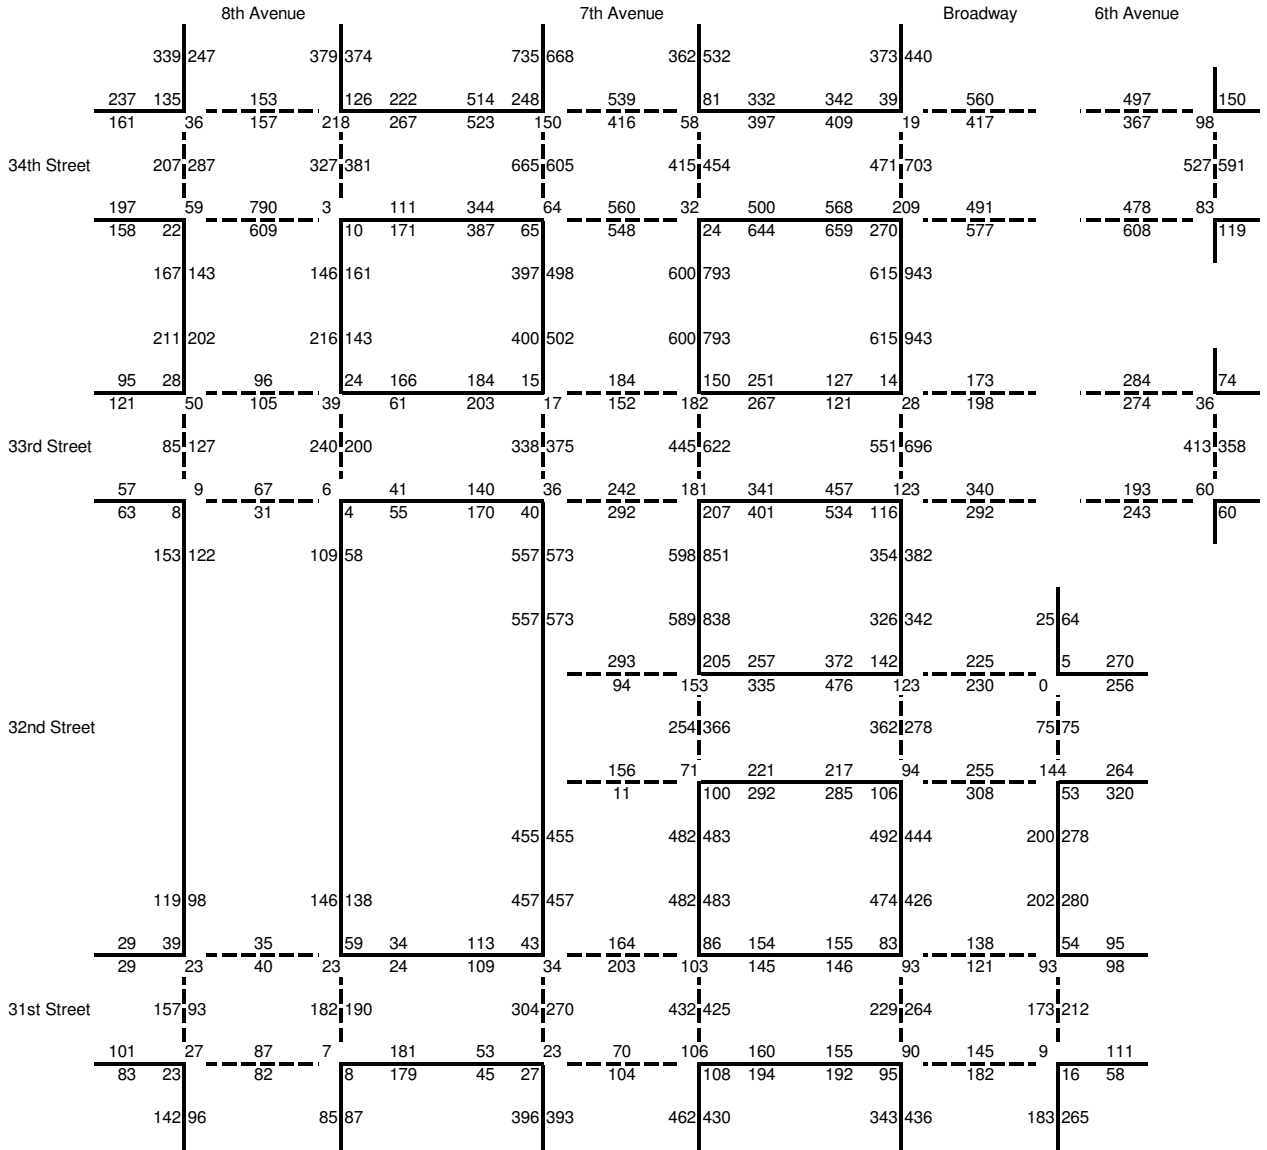 8th Avenue 7th Avenue Broadway 6th Avenue
339 247 379 374 735 668 362 532 373 440
237 135 153 126 222 514 248 539 81 332 342 39 560 497 150
161 36 157 218 267 523 150 416 58 397 409 19 417 367 98
34th Street 207 287 327 381 665 605 415 454 471 703 527 591
197 59 790 3 111 344 64 560 32 500 568 209 491 478 83
158 22 609 10 171 387 65 548 24 644 659 270 577 608 119
167 143 146 161 397 498 600 793 615 943
211 202 216 143 400 502 600 793 615 943
95 28 96 24 166 184 15 184 150 251 127 14 173 284 74
121 50 105 39 61 203 17 152 182 267 121 28 198 274 36
33rd Street 85 127 240 200 338 375 445 622 551 696 413 358
57 9 67 6 41 140 36 242 181 341 457 123 340 193 60
63 8 31 4 55 170 40 292 207 401 534 116 292 243 60
153 122 109 58 557 573 598 851 354 382
557 573 589 838 326 342 25 64
293 205 257 372 142 225 5 270
94 153 335 476 123 230 0 256
32nd Street 254 366 362 278 75 75
156 71 221 217 94 255 144 264
11 100 292 285 106 308 53 320
455 455 482 483 492 444 200 278
119 98 146 138 457 457 482 483 474 426 202 280
29 39 35 59 34 113 43 164 86 154 155 83 138 54 95
29 23 40 23 24 109 34 203 103 145 146 93 121 93 98
31st Street 157 93 182 190 304 270 432 425 229 264 173 212
101 27 87 7 181 53 23 70 106 160 155 90 145 9 111
83 23 82 8 179 45 27 104 108 194 192 95 182 16 58
142 96 85 87 396 393 462 430 343 436 183 265